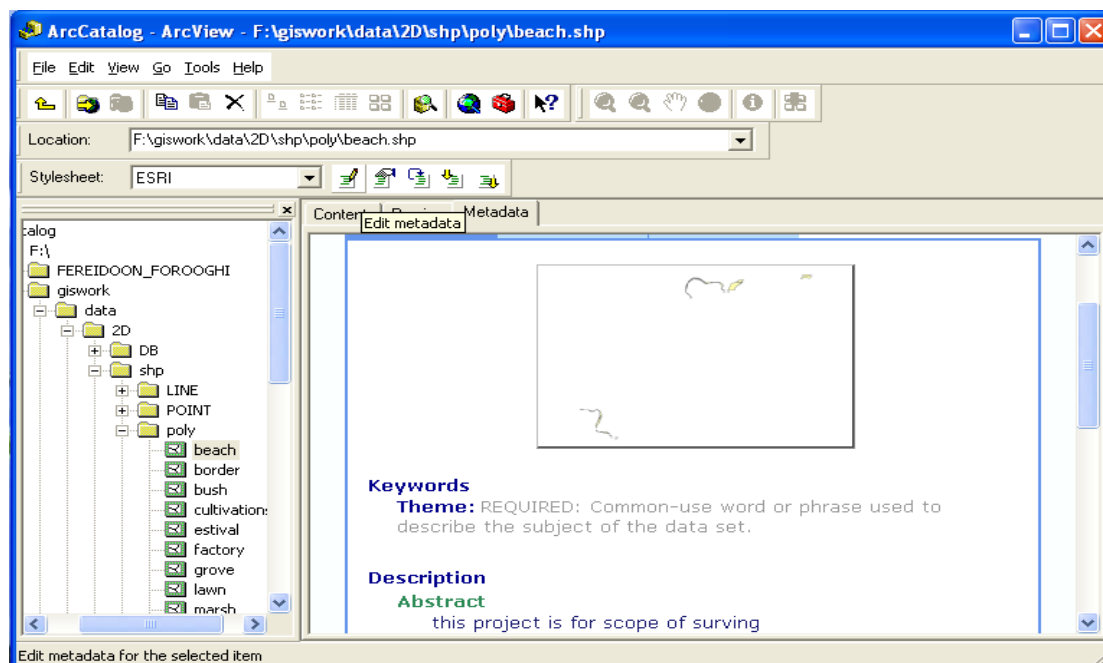 ArcCatalog - ArcView - F:\giswork\data\2D\shp\poly\beach.shp
File Edit View Go Tools Help
Location: F:\giswork\data\2D\shp\poly\beach.shp
Stylesheet: ESRI
Metadata
Edit metadata
F:\
FEREIDOON_FOROOGHI
giswork
data
2D
DB
shp
LINE
POINT
poly
beach
border
bush
estival
factory
grove
lawn
marsh
Keywords
Theme: REQUIRED: Common-use word or phrase used to
describe the subject of the data set.
Description
Abstract
this project is for scope of surving
Edit metadata for the selected item